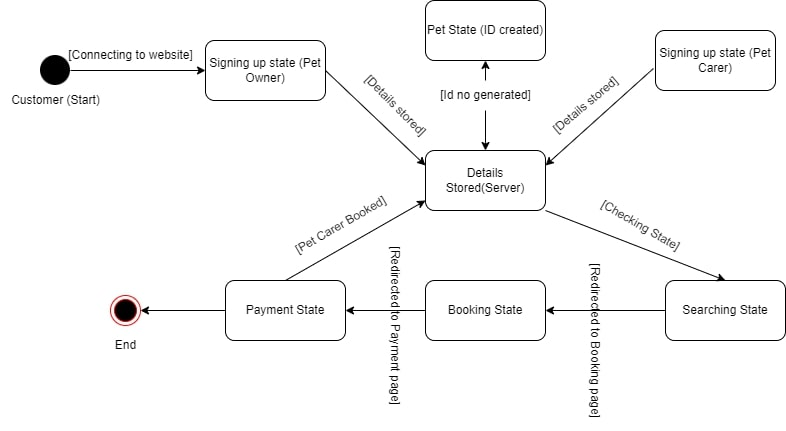 Pet State (ID created)
[Connecting to website]
Signing up state (Pet
Owner)
Signing up state (Pet
Carer)
Customer (Start)
[Details stored]
[Id no generated]
[Details stored]
Details
Stored(Server)
[Pet Carer Booked]
[Checking State]
[Redirected to Payment page]
[Redirected to Booking page]
Payment State
Booking State
Searching State
End